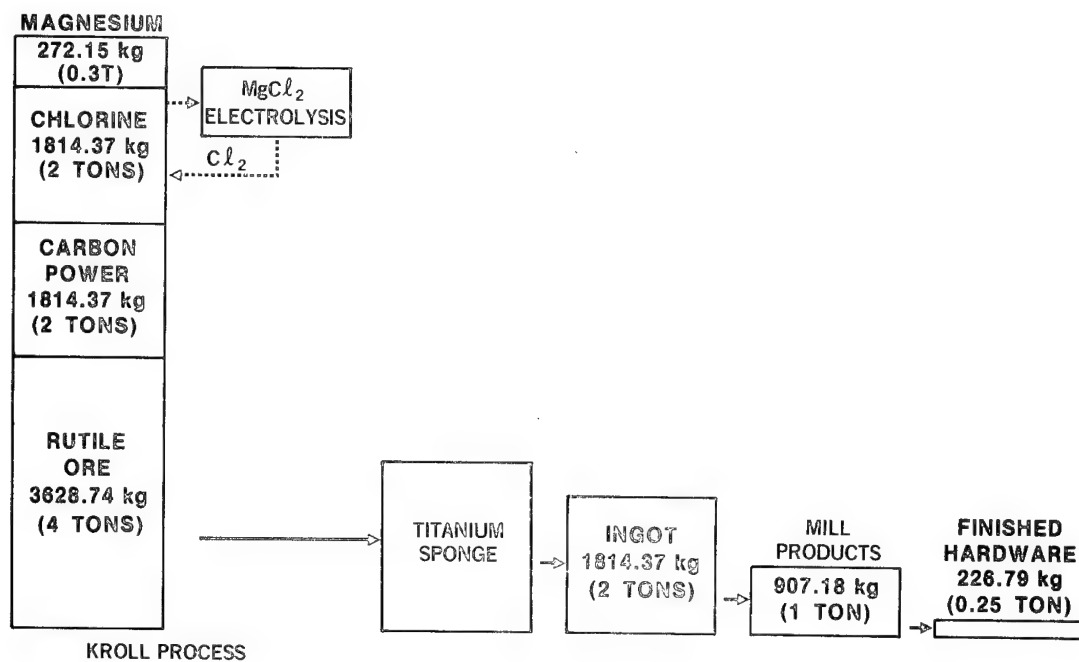 MAGNESIUM
272.15 kg
(0.3T)
CHLORINE
1814.37 kg
(2 TONS)
MgCℓ₂
ELECTROLYSIS
Cℓ₂
CARBON
POWER
1814.37 kg
(2 TONS)
RUTILE
ORE
3628.74 kg
(4 TONS)
TITANIUM
SPONGE
INGOT
1814.37 kg
(2 TONS)
MILL
PRODUCTS
907.18 kg
(1 TON)
FINISHED
HARDWARE
226.79 kg
(0.25 TON)
KROLL PROCESS